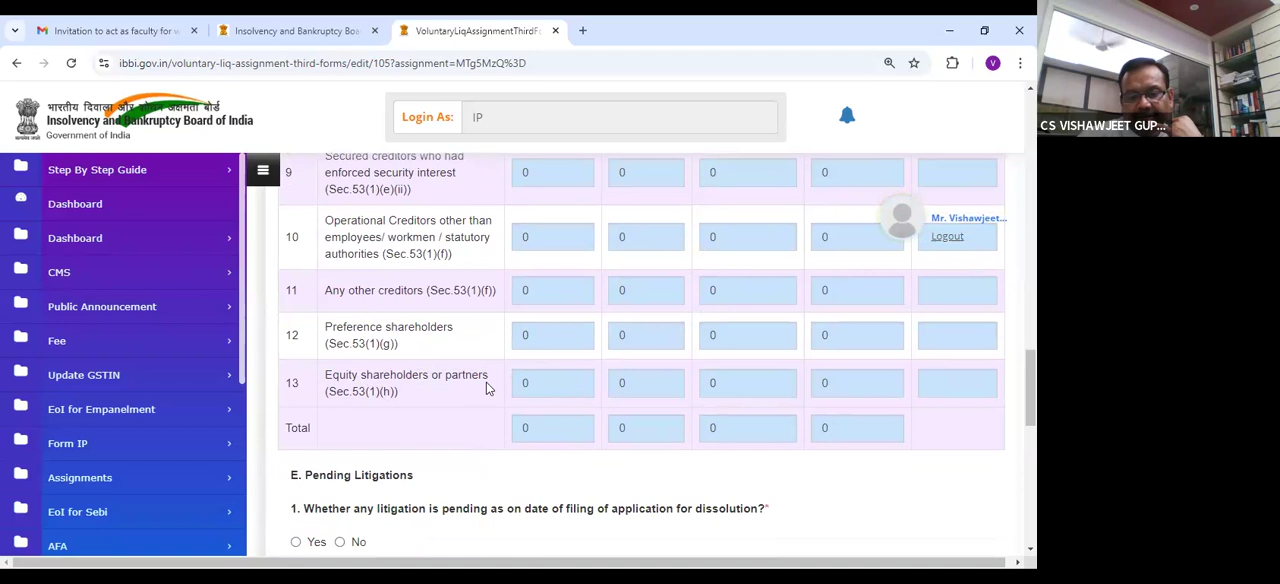 Invitation to act as faculty for w
Insolvency and Bankruptcy Boa
VoluntaryLiqAssignmentThirdFo
ibbi.gov.in/voluntary-liq-assignment-third-forms/edit/105?assignment=MTg5MzQ%3D
V
भारतीय दिवाला और शोधन अक्षमता बोर्ड
Insolvency and Bankruptcy Board of India
Government of India
Login As: IP
CS VISHAWJEET GUP...
Mr. Vishawjeet...
Logout
Step By Step Guide
Dashboard
Dashboard
CMS
Public Announcement
Fee
Update GSTIN
EoI for Empanelment
Form IP
Assignments
EoI for Sebi
AFA
9 Secured creditors who had 0 0 0 0
enforced security interest
(Sec.53(1)(e)(ii))
10 Operational Creditors other than 0 0 0 0
employees/ workmen / statutory
authorities (Sec.53(1)(f))
11 Any other creditors (Sec.53(1)(f)) 0 0 0 0
12 Preference shareholders 0 0 0 0
(Sec.53(1)(g))
13 Equity shareholders or partners 0 0 0 0
(Sec.53(1)(h))
Total 0 0 0 0
E. Pending Litigations
1. Whether any litigation is pending as on date of filing of application for dissolution?*
Yes No